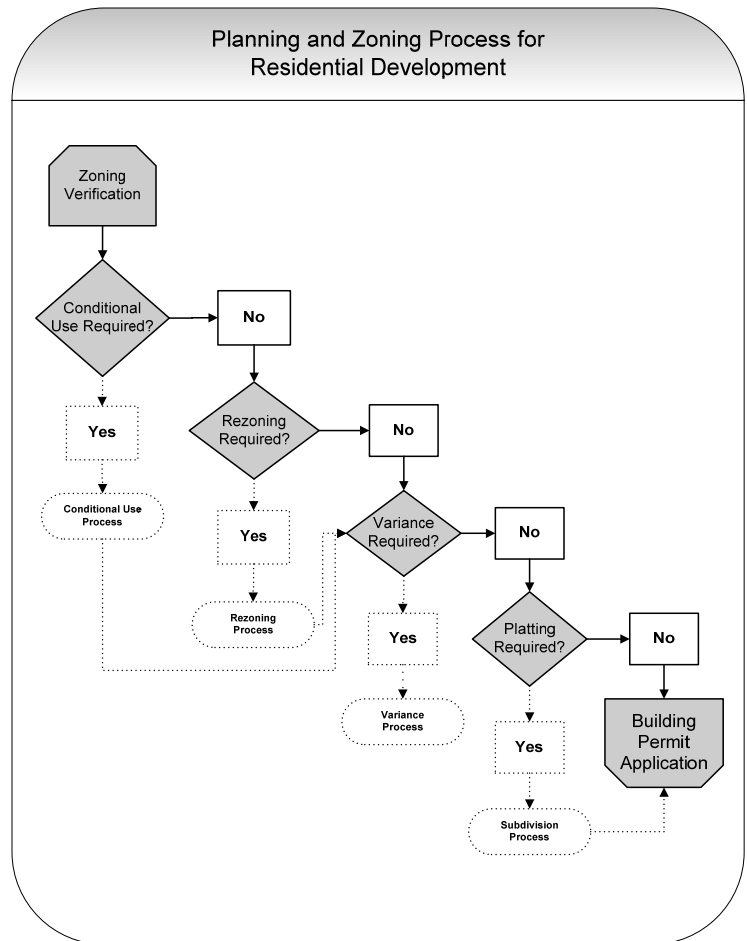 Planning and Zoning Process for
Residential Development
Zoning
Verification
Conditional
Use Required?
No
Yes
Conditional Use
Process
Rezoning
Required?
No
Yes
Rezoning
Process
Variance
Required?
No
Yes
Variance
Process
Platting
Required?
No
Yes
Subdivision
Process
Building
Permit
Application